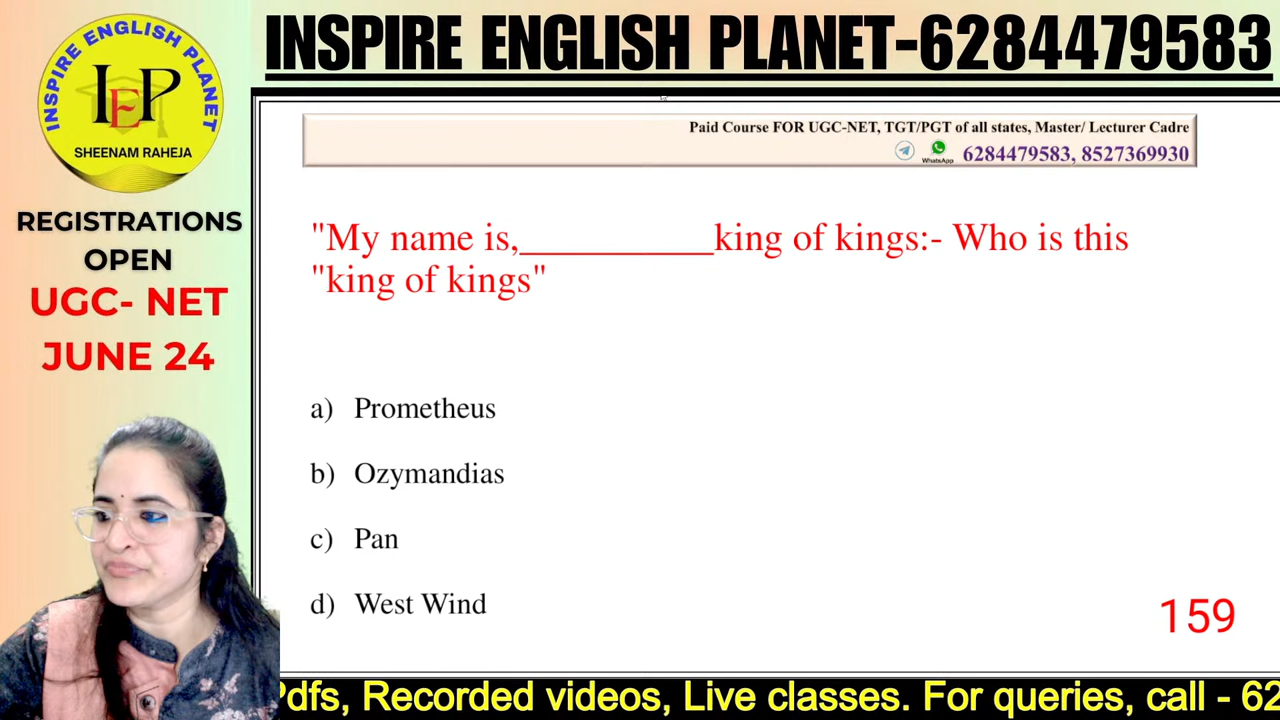 INSPIRE ENGLISH PLANET
IEP
SHEENAM RAHEJA
REGISTRATIONS
OPEN
UGC- NET
JUNE 24
INSPIRE ENGLISH PLANET-6284479583
Paid Course FOR UGC-NET, TGT/PGT of all states, Master/ Lecturer Cadre
WhatsApp 6284479583, 8527369930
"My name is,__________king of kings:- Who is this
"king of kings"
a) Prometheus
b) Ozymandias
c) Pan
d) West Wind
159
Pdfs, Recorded videos, Live classes. For queries, call - 62